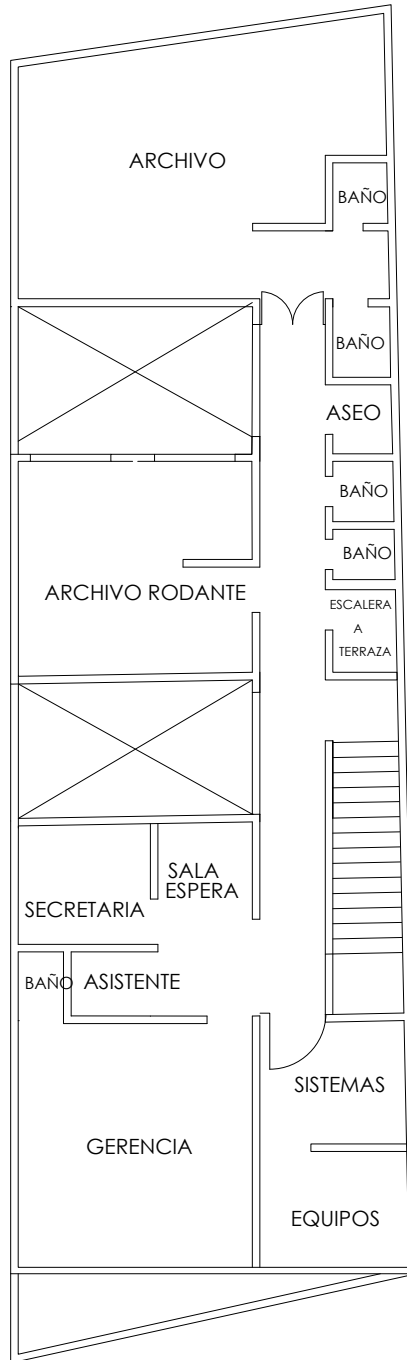 ARCHIVO
BAÑO
BAÑO
ASEO
BAÑO
BAÑO
ARCHIVO RODANTE
ESCALERA
A
TERRAZA
SALA
ESPERA
SECRETARIA
BAÑO
ASISTENTE
SISTEMAS
GERENCIA
EQUIPOS